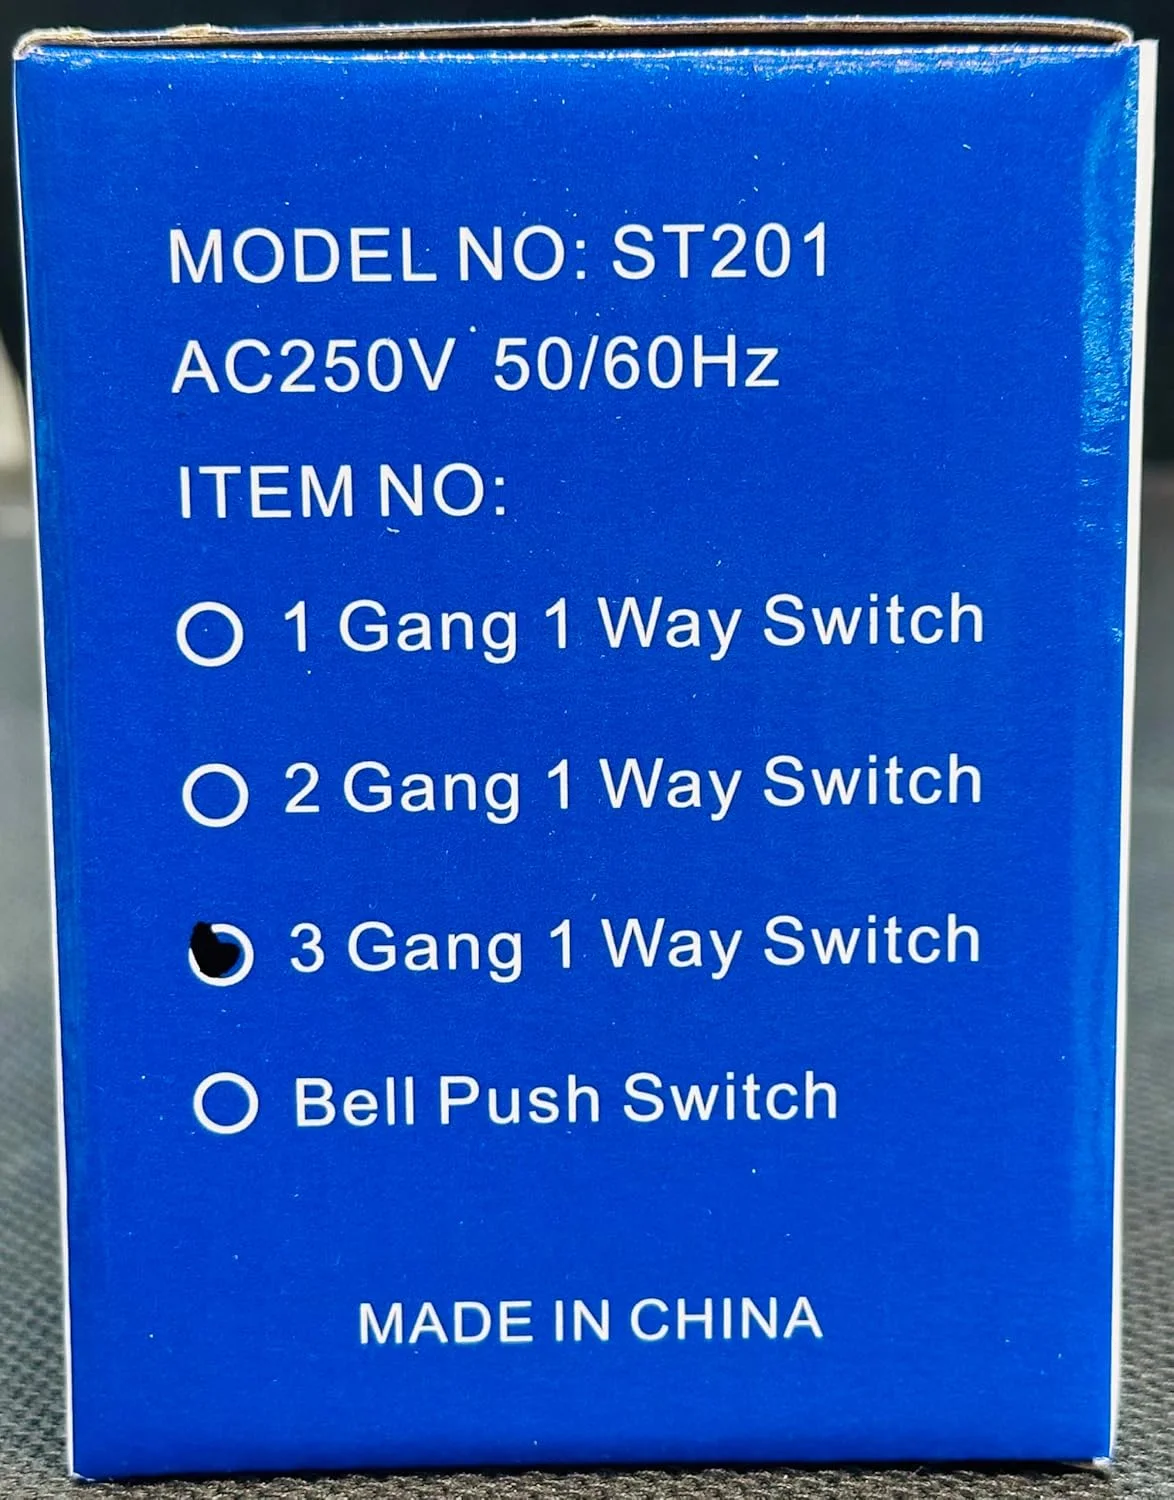 MODEL NO: ST201
AC250V 50/60Hz
ITEM NO:
1 Gang 1 Way Switch
2 Gang 1 Way Switch
3 Gang 1 Way Switch
Bell Push Switch
MADE IN CHINA